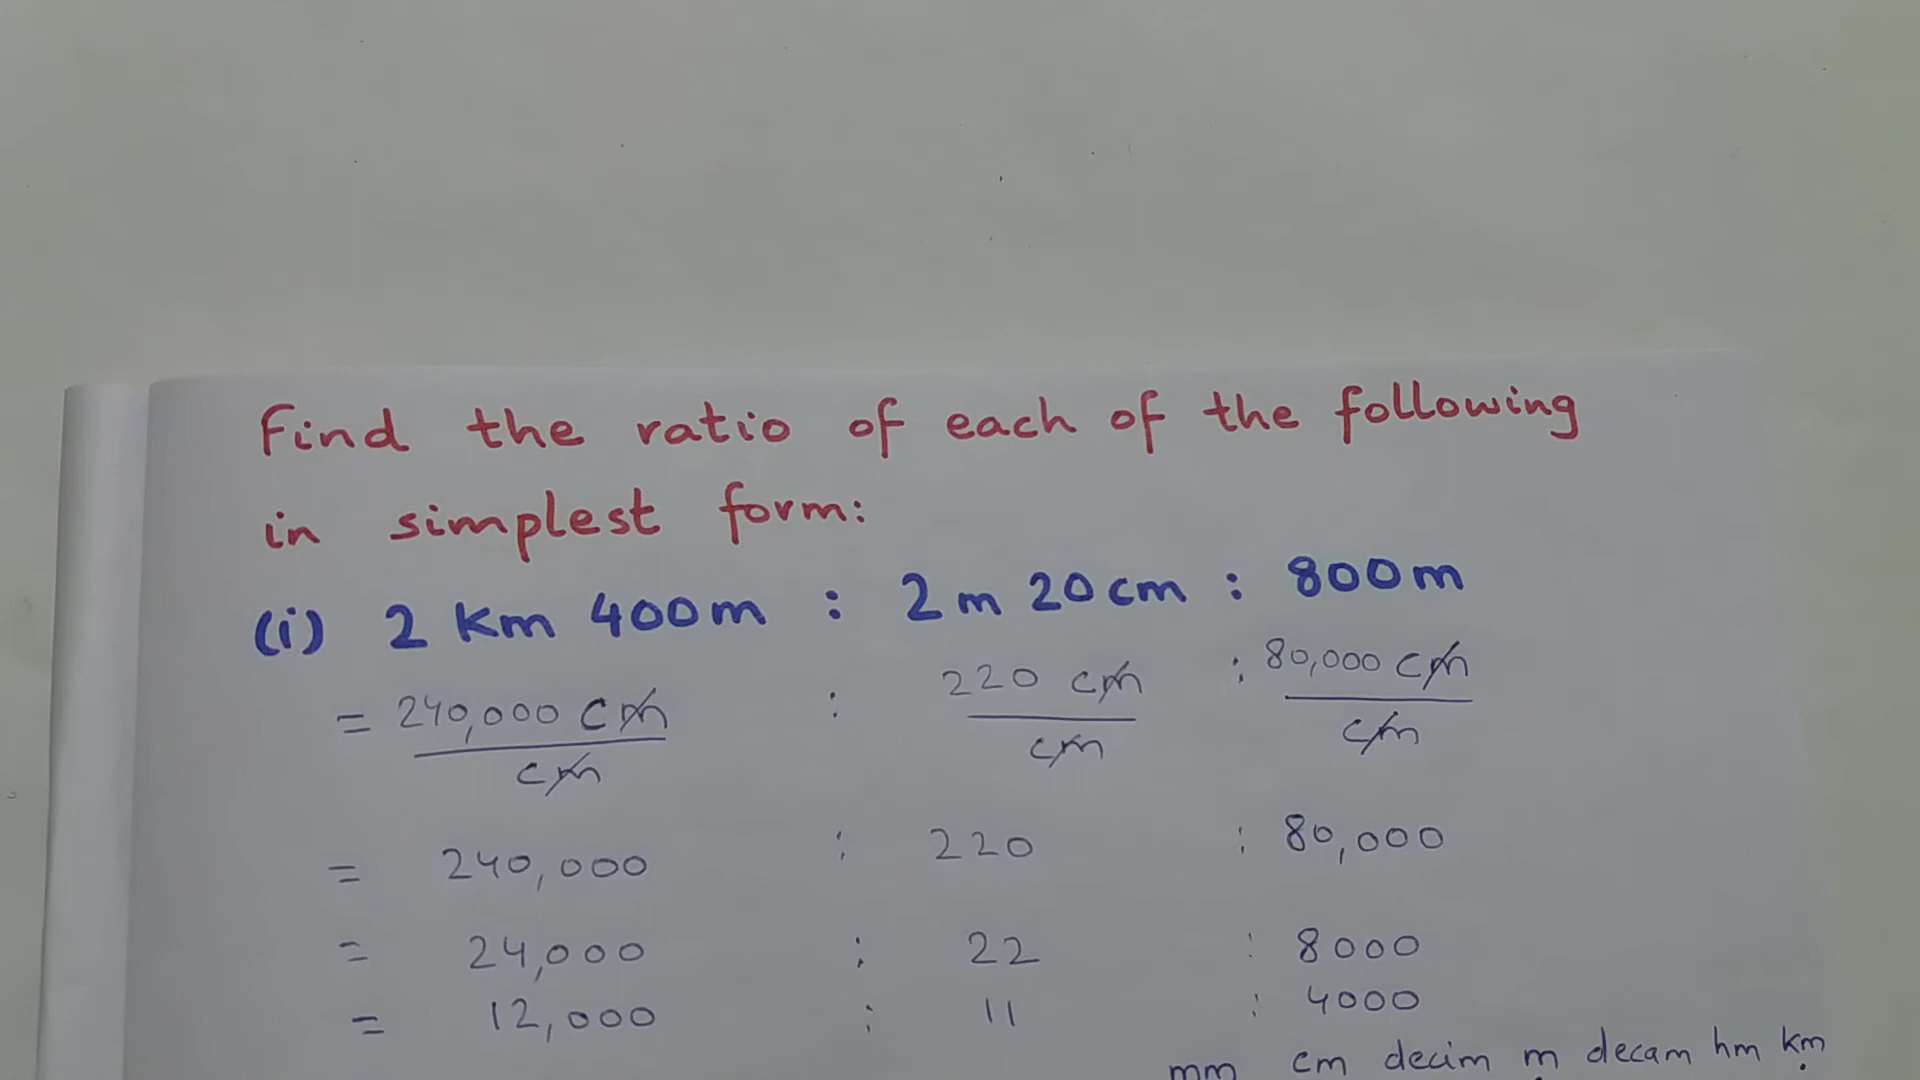 Find the ratio of each of the following
in simplest form:
(i) 2 Km 400m : 2m 20cm : 800m
= 240,000 cm : 220 cm : 80,000 cm
cm cm cm
= 240,000 : 220 : 80,000
= 24,000 : 22 : 8000
= 12,000 : 11 : 4000
mm cm decim m decam hm km